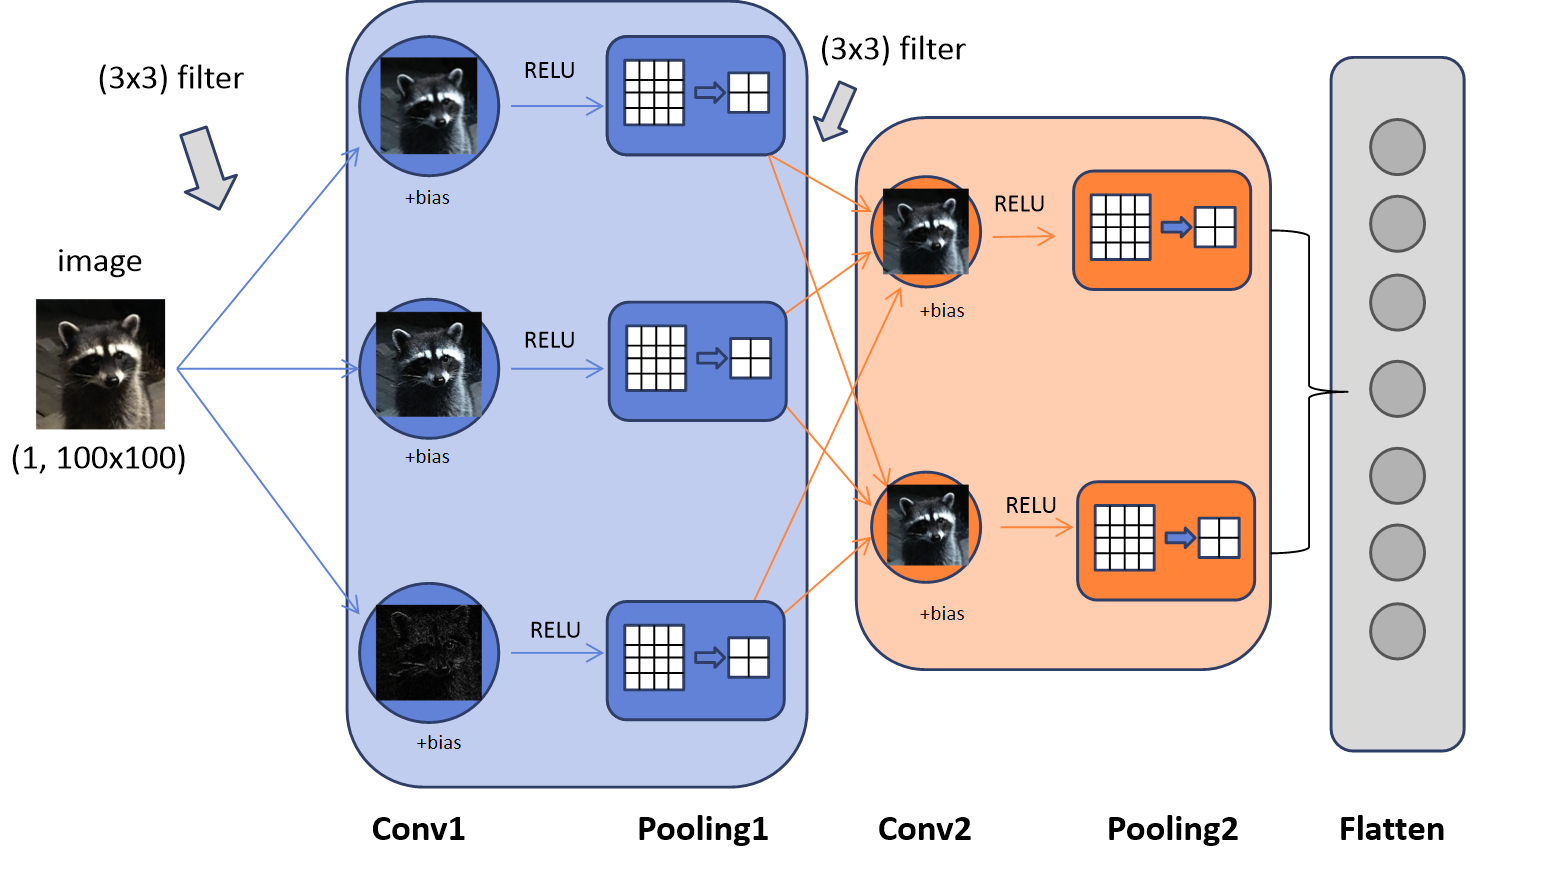 (3x3) filter
(3x3) filter
image
(1, 100x100)
RELU
+bias
RELU
+bias
RELU
+bias
RELU
+bias
RELU
+bias
Conv1
Pooling1
Conv2
Pooling2
Flatten